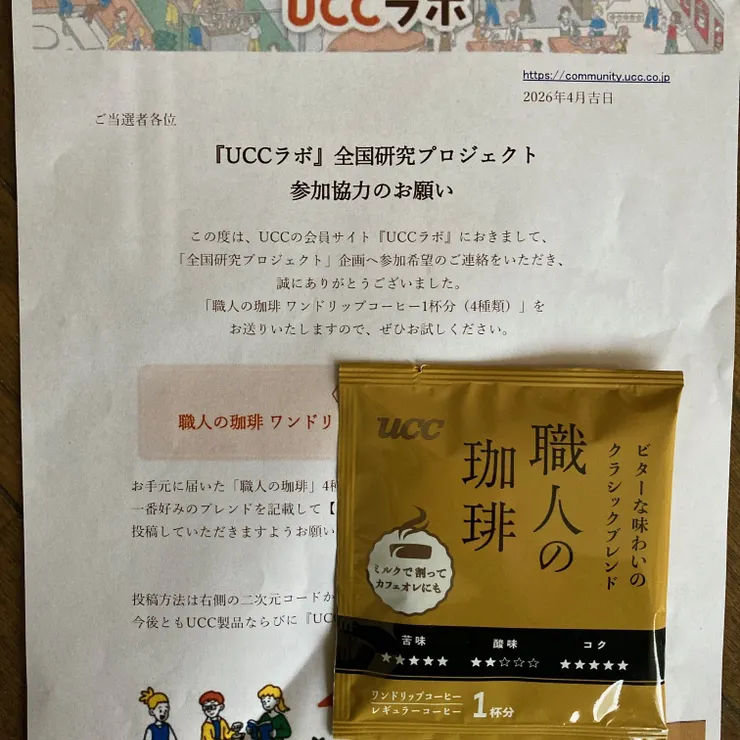 UCCラボ
https://community.ucc.co.jp
2026年4月吉日
ご当選者各位
『UCCラボ』全国研究プロジェクト
参加協力のお願い
この度は、UCCの会員サイト『UCCラボ』におきまして、
「全国研究プロジェクト」企画へ参加希望のご連絡をいただき、
誠にありがとうございました。
「職人の珈琲 ワンドリップコーヒー1杯分（4種類）」を
お送りいたしますので、ぜひお試しください。
職人の珈琲 ワンドリ
お手元に届いた「職人の珈琲」4種
一番好みのブレンドを記載して【
投稿していただきますようお願い
投稿方法は右側の二次元コードか
今後ともUCC製品ならびに『UC
ucc
職人の
珈琲
ビターな味わいの
クラシックブレンド
ミルクで割って
カフェオレにも
苦味 酸味 コク
★★★★★ ★★☆☆☆ ★★★★★
ワンドリップコーヒー
レギュラーコーヒー
1杯分